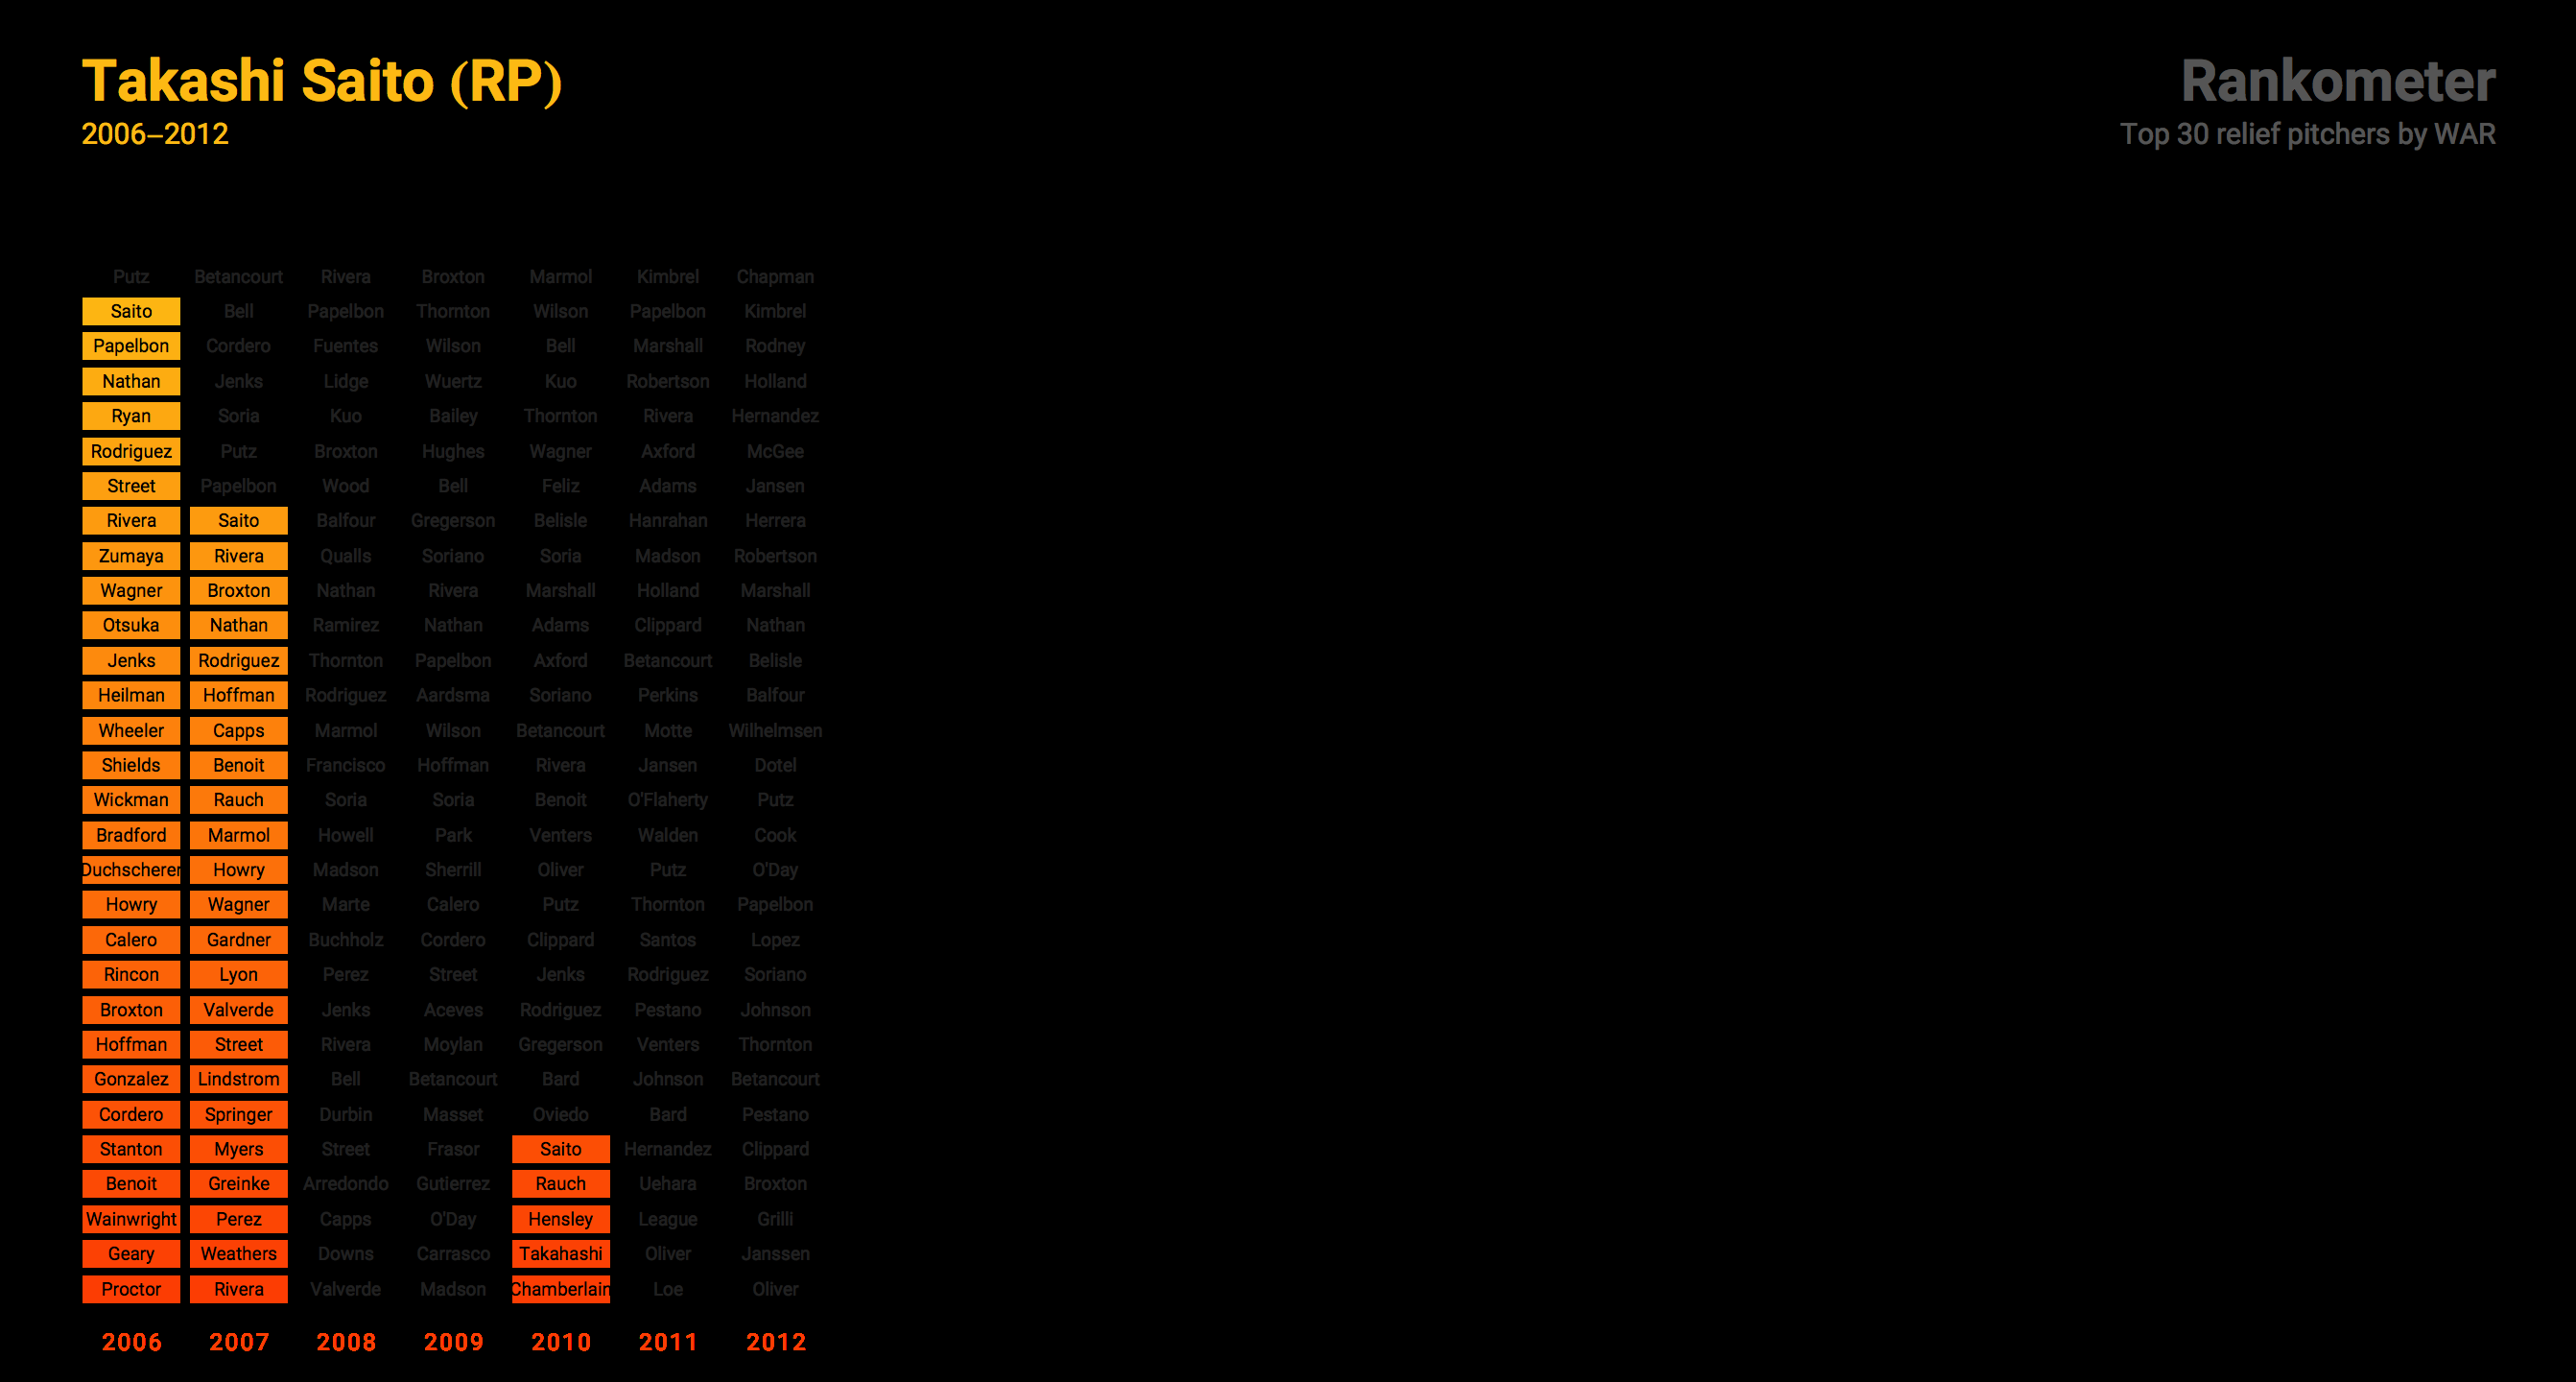 Takashi Saito (RP)
2006–2012
Rankometer
Top 30 relief pitchers by WAR
Putz Betancourt Rivera Broxton Marmol Kimbrel Chapman
Saito Bell Papelbon Thornton Wilson Papelbon Kimbrel
Papelbon Cordero Fuentes Wilson Bell Marshall Rodney
Nathan Jenks Lidge Wuertz Kuo Robertson Holland
Ryan Soria Kuo Bailey Thornton Rivera Hernandez
Rodriguez Putz Broxton Hughes Wagner Axford McGee
Street Papelbon Wood Bell Feliz Adams Jansen
Rivera Saito Balfour Gregerson Belisle Hanrahan Herrera
Zumaya Rivera Qualls Soriano Soria Madson Robertson
Wagner Broxton Nathan Rivera Marshall Holland Marshall
Otsuka Nathan Ramirez Nathan Adams Clippard Nathan
Jenks Rodriguez Thornton Papelbon Axford Betancourt Belisle
Heilman Hoffman Rodriguez Aardsma Soriano Perkins Balfour
Wheeler Capps Marmol Wilson Betancourt Motte Wilhelmsen
Shields Benoit Francisco Hoffman Rivera Jansen Dotel
Wickman Rauch Soria Soria Benoit O'Flaherty Putz
Bradford Marmol Howell Park Venters Walden Cook
Duchscherer Howry Madson Sherrill Oliver Putz O'Day
Howry Wagner Marte Calero Putz Thornton Papelbon
Calero Gardner Buchholz Cordero Clippard Santos Lopez
Rincon Lyon Perez Street Jenks Rodriguez Soriano
Broxton Valverde Jenks Aceves Rodriguez Pestano Johnson
Hoffman Street Rivera Moylan Gregerson Venters Thornton
Gonzalez Lindstrom Bell Betancourt Bard Johnson Betancourt
Cordero Springer Durbin Masset Oviedo Bard Pestano
Stanton Myers Street Frasor Saito Hernandez Clippard
Benoit Greinke Arredondo Gutierrez Rauch Uehara Broxton
Wainwright Perez Capps O'Day Hensley League Grilli
Geary Weathers Downs Carrasco Takahashi Oliver Janssen
Proctor Rivera Valverde Madson Chamberlain Loe Oliver
2006 2007 2008 2009 2010 2011 2012